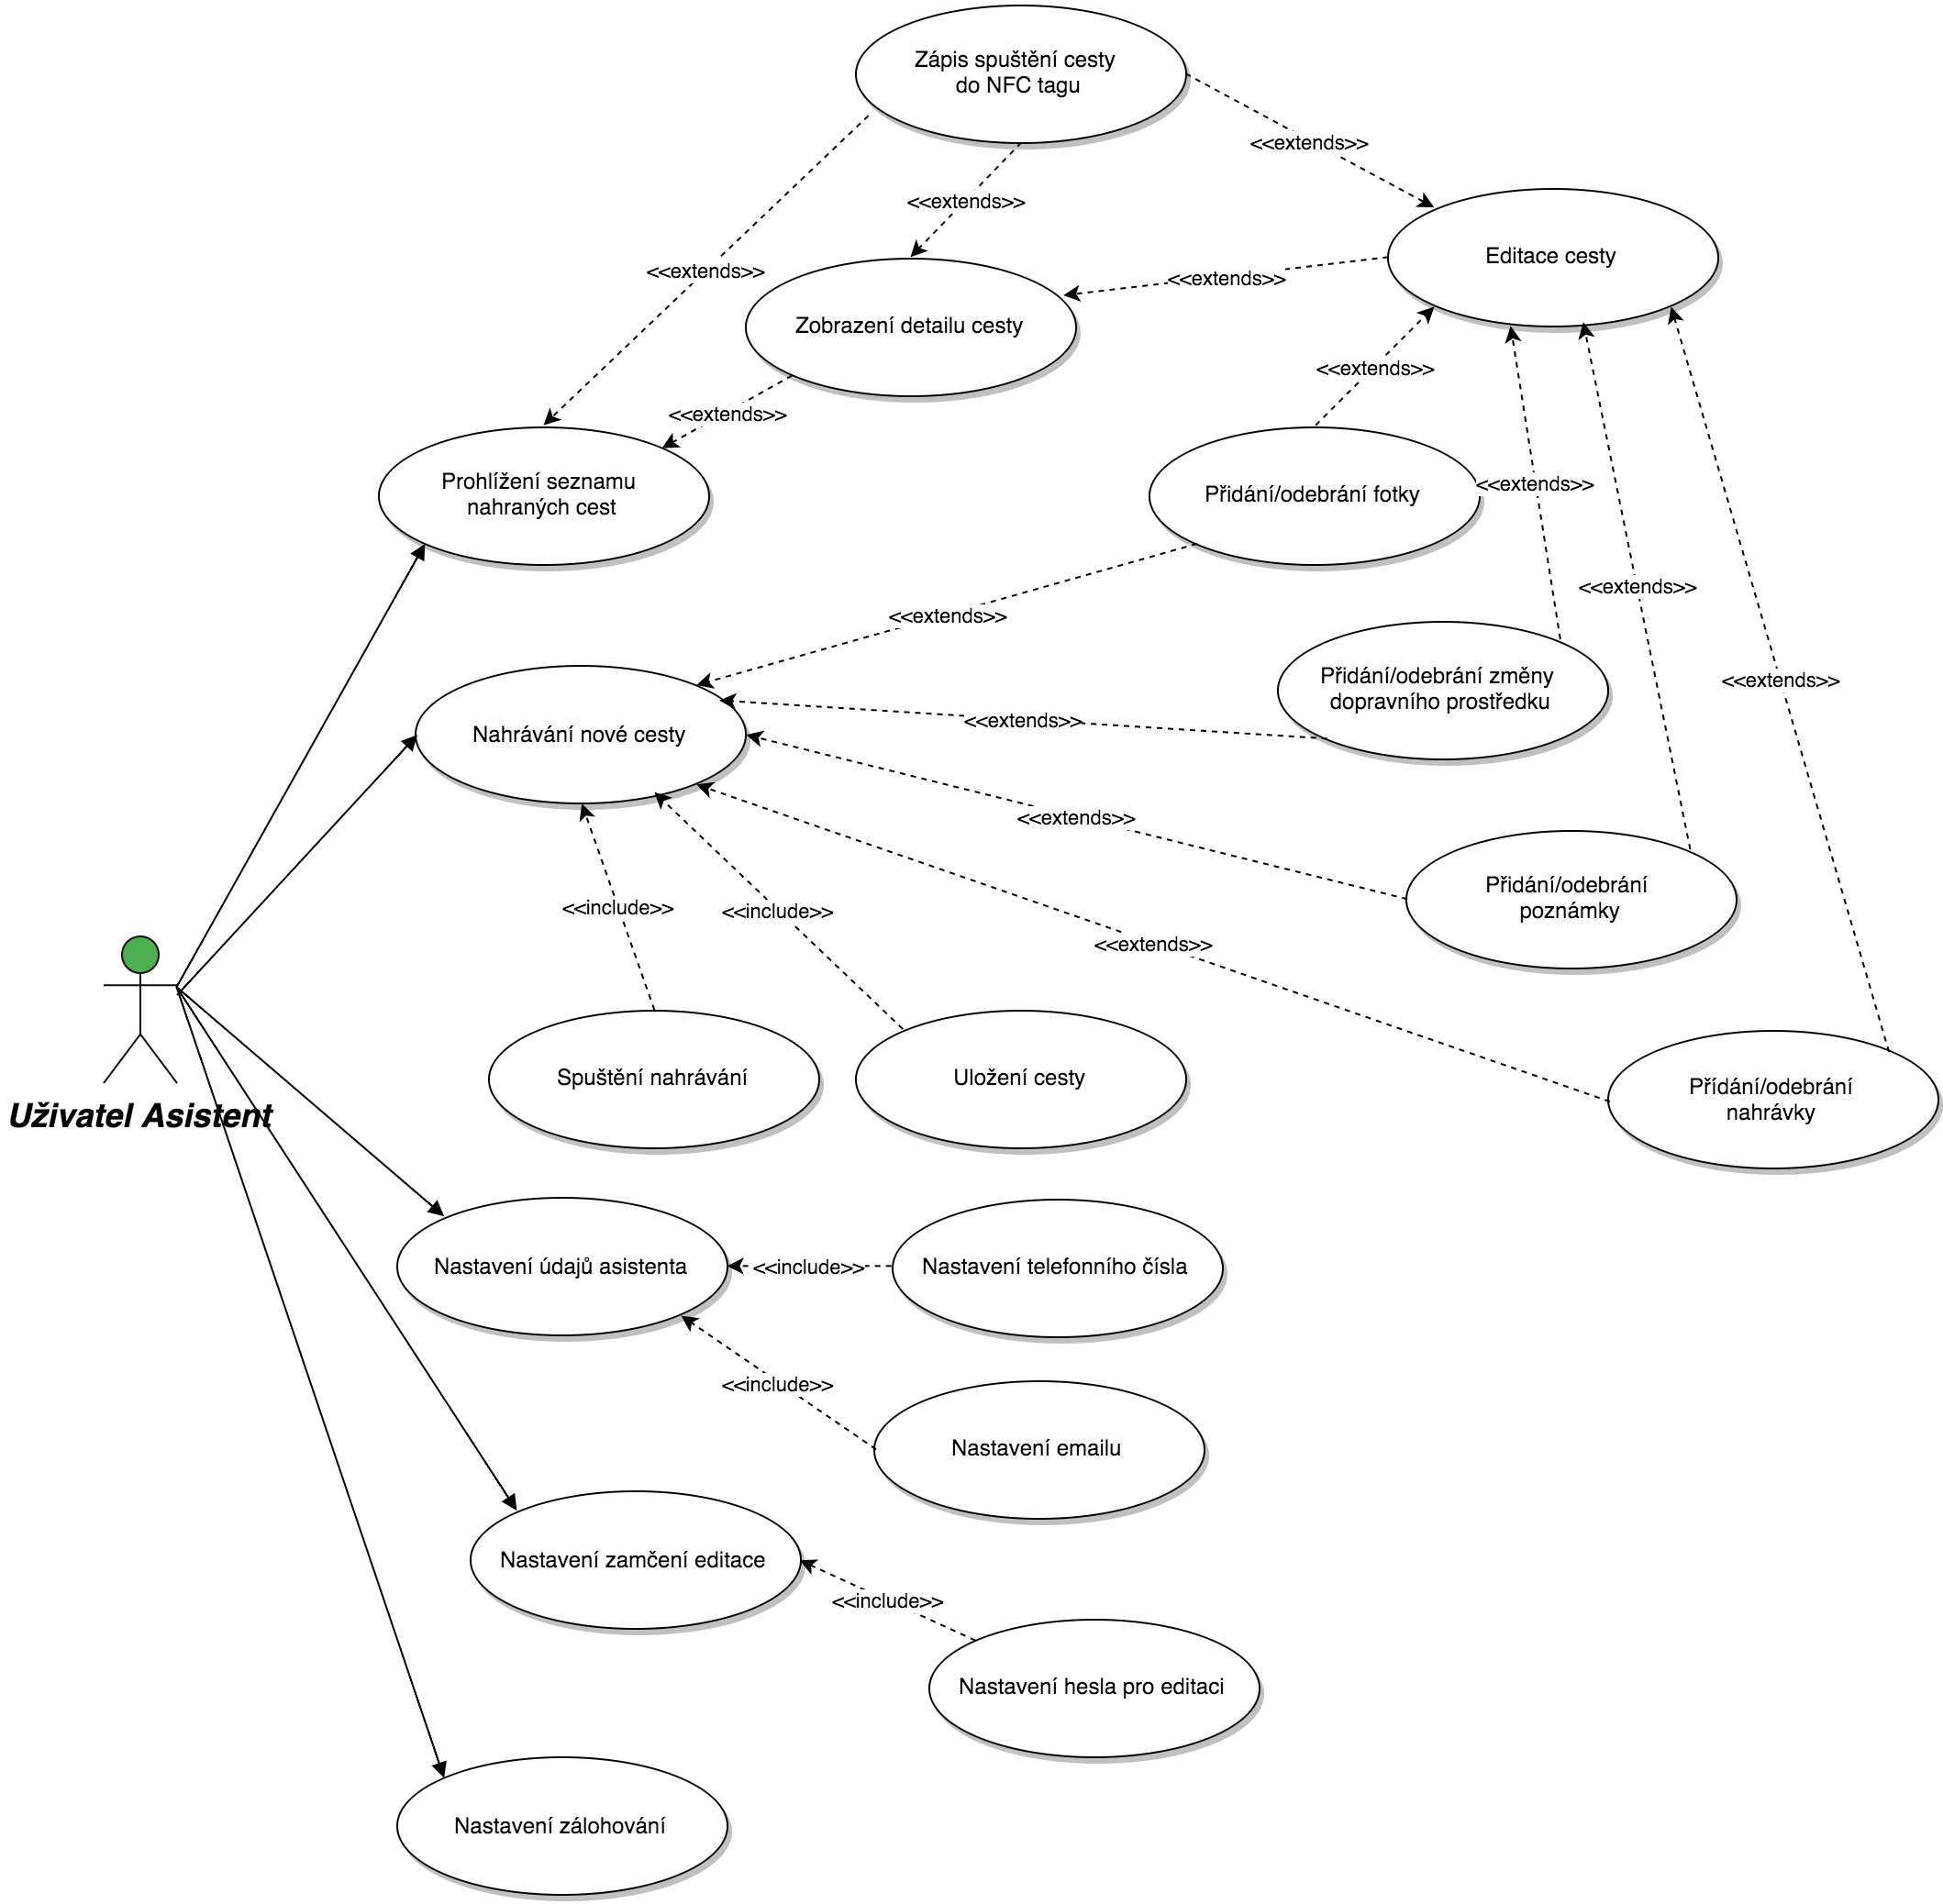 Zápis spuštění cesty
do NFC tagu
<<extends>>
<<extends>>
Editace cesty
<<extends>>
<<extends>>
Zobrazení detailu cesty
<<extends>>
<<extends>>
Prohlížení seznamu
nahraných cest
Přidání/odebrání fotky
<<extends>>
<<extends>>
<<extends>>
Přidání/odebrání změny
dopravního prostředku
<<extends>>
<<extends>>
Nahrávání nové cesty
<<extends>>
Přidání/odebrání
poznámky
<<include>>
<<include>>
<<extends>>
Spuštění nahrávání
Uložení cesty
Přídání/odebrání
nahrávky
Uživatel Asistent
Nastavení údajů asistenta
<<include>>
Nastavení telefonního čísla
<<include>>
Nastavení emailu
Nastavení zamčení editace
<<include>>
Nastavení hesla pro editaci
Nastavení zálohování